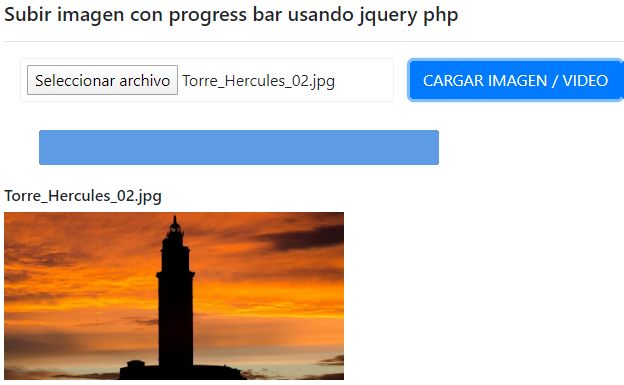 Subir imagen con progress bar usando jquery php
Seleccionar archivo Torre_Hercules_02.jpg CARGAR IMAGEN / VIDEO
Torre_Hercules_02.jpg